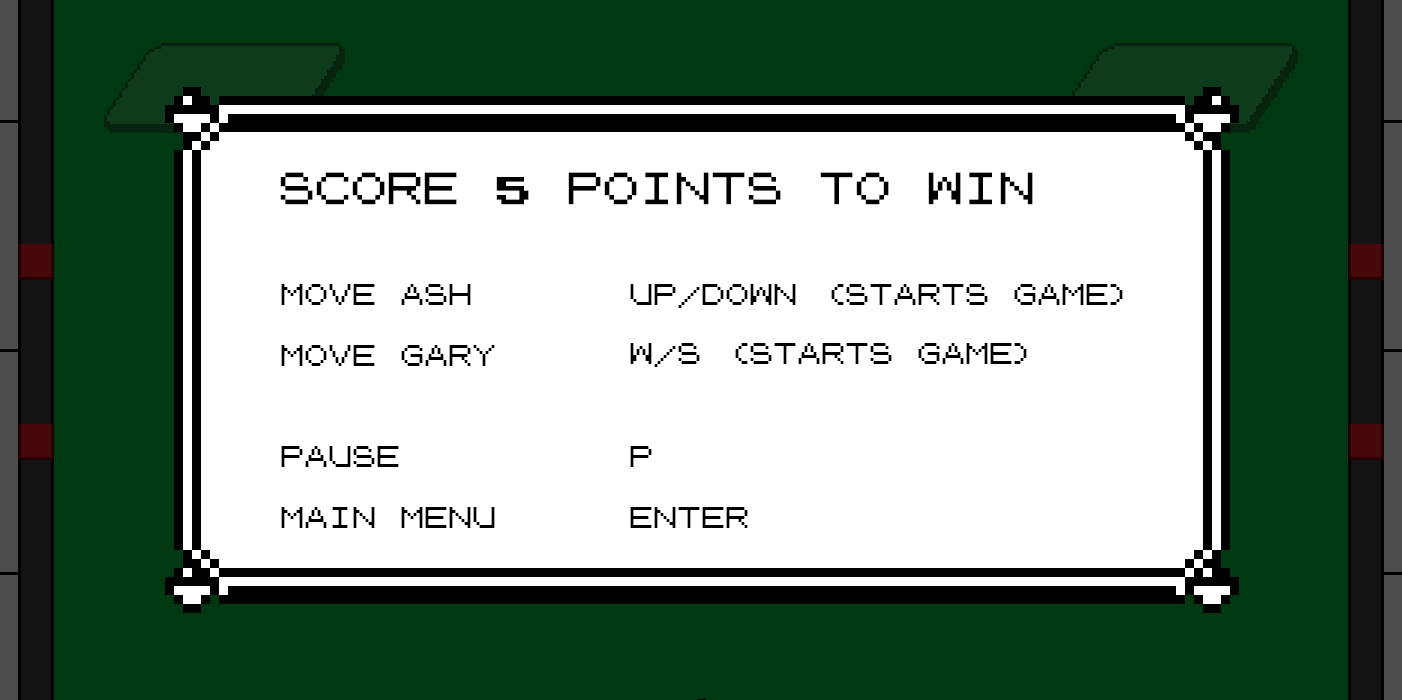 SCORE 5 POINTS TO WIN
MOVE ASH UP/DOWN (STARTS GAME)
MOVE GARY W/S (STARTS GAME)
PAUSE P
MAIN MENU ENTER